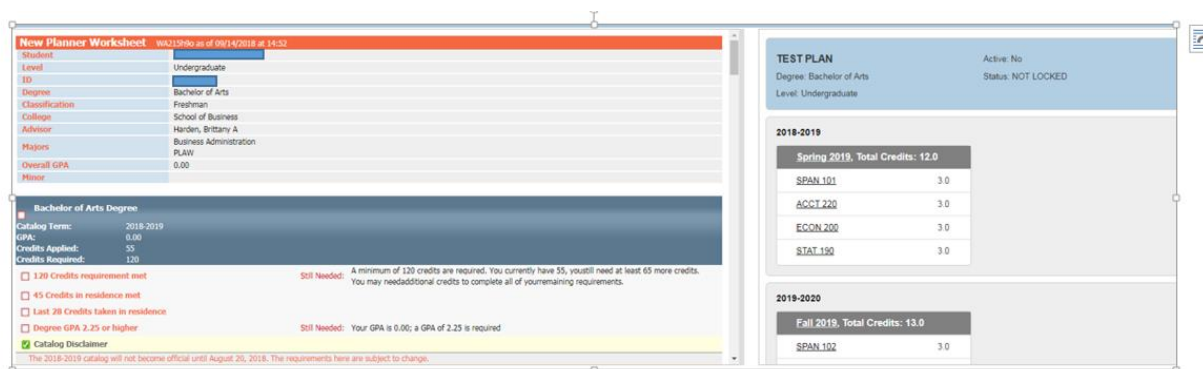 New Planner Worksheet WA215h9o as of 09/14/2018 at 14:52
Student
Level Undergraduate
ID
Degree Bachelor of Arts
Classification Freshman
College School of Business
Advisor Harden, Brittany A
Majors Business Administration
PLAW
Overall GPA 0.00
Minor
Bachelor of Arts Degree
Catalog Term: 2018-2019
GPA: 0.00
Credits Applied: 55
Credits Required: 120
120 Credits requirement met Still Needed: A minimum of 120 credits are required. You currently have 55, youstill need at least 65 more credits.
You may needadditional credits to complete all of yourremaining requirements.
45 Credits in residence met
Last 28 Credits taken in residence
Degree GPA 2.25 or higher Still Needed: Your GPA is 0.00; a GPA of 2.25 is required
Catalog Disclaimer
The 2018-2019 catalog will not become official until August 20, 2018. The requirements here are subject to change.
TEST PLAN Active: No
Degree: Bachelor of Arts Status: NOT LOCKED
Level: Undergraduate
2018-2019
Spring 2019, Total Credits: 12.0
SPAN 101 3.0
ACCT 220 3.0
ECON 200 3.0
STAT 190 3.0
2019-2020
Fall 2019, Total Credits: 13.0
SPAN 102 3.0